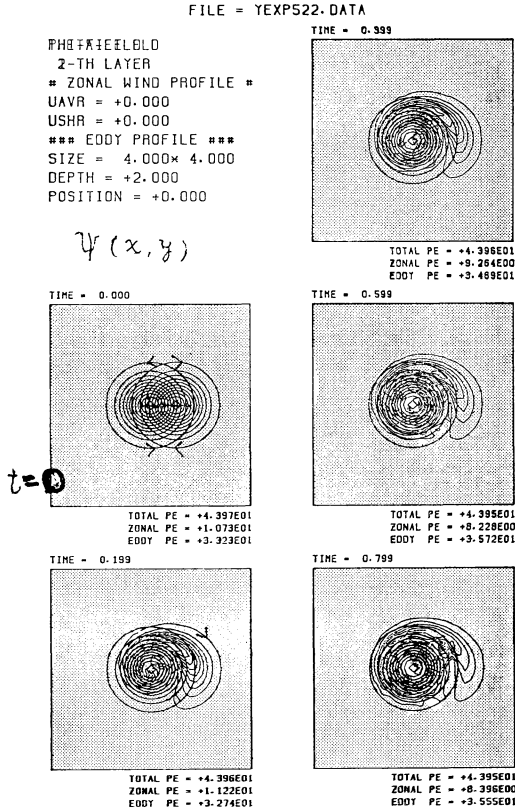 FILE = YEXP522.DATA
2-TH LAYER
# ZONAL WIND PROFILE #
UAVR = +0.000
USHR = +0.000
### EDDY PROFILE ###
SIZE = 4.000× 4.000
DEPTH = +2.000
POSITION = +0.000
Ψ(x,y)
TIME = 0.399
TOTAL PE = +4.396E01
ZONAL PE = +9.264E00
EDDY PE = +3.469E01
TIME = 0.000
t=0
TOTAL PE = +4.397E01
ZONAL PE = +1.073E01
EDDY PE = +3.323E01
TIME = 0.599
TOTAL PE = +4.395E01
ZONAL PE = +8.228E00
EDDY PE = +3.572E01
TIME = 0.199
TOTAL PE = +4.396E01
ZONAL PE = +1.122E01
EDDY PE = +3.274E01
TIME = 0.799
TOTAL PE = +4.395E01
ZONAL PE = +8.396E00
EDDY PE = +3.555E01